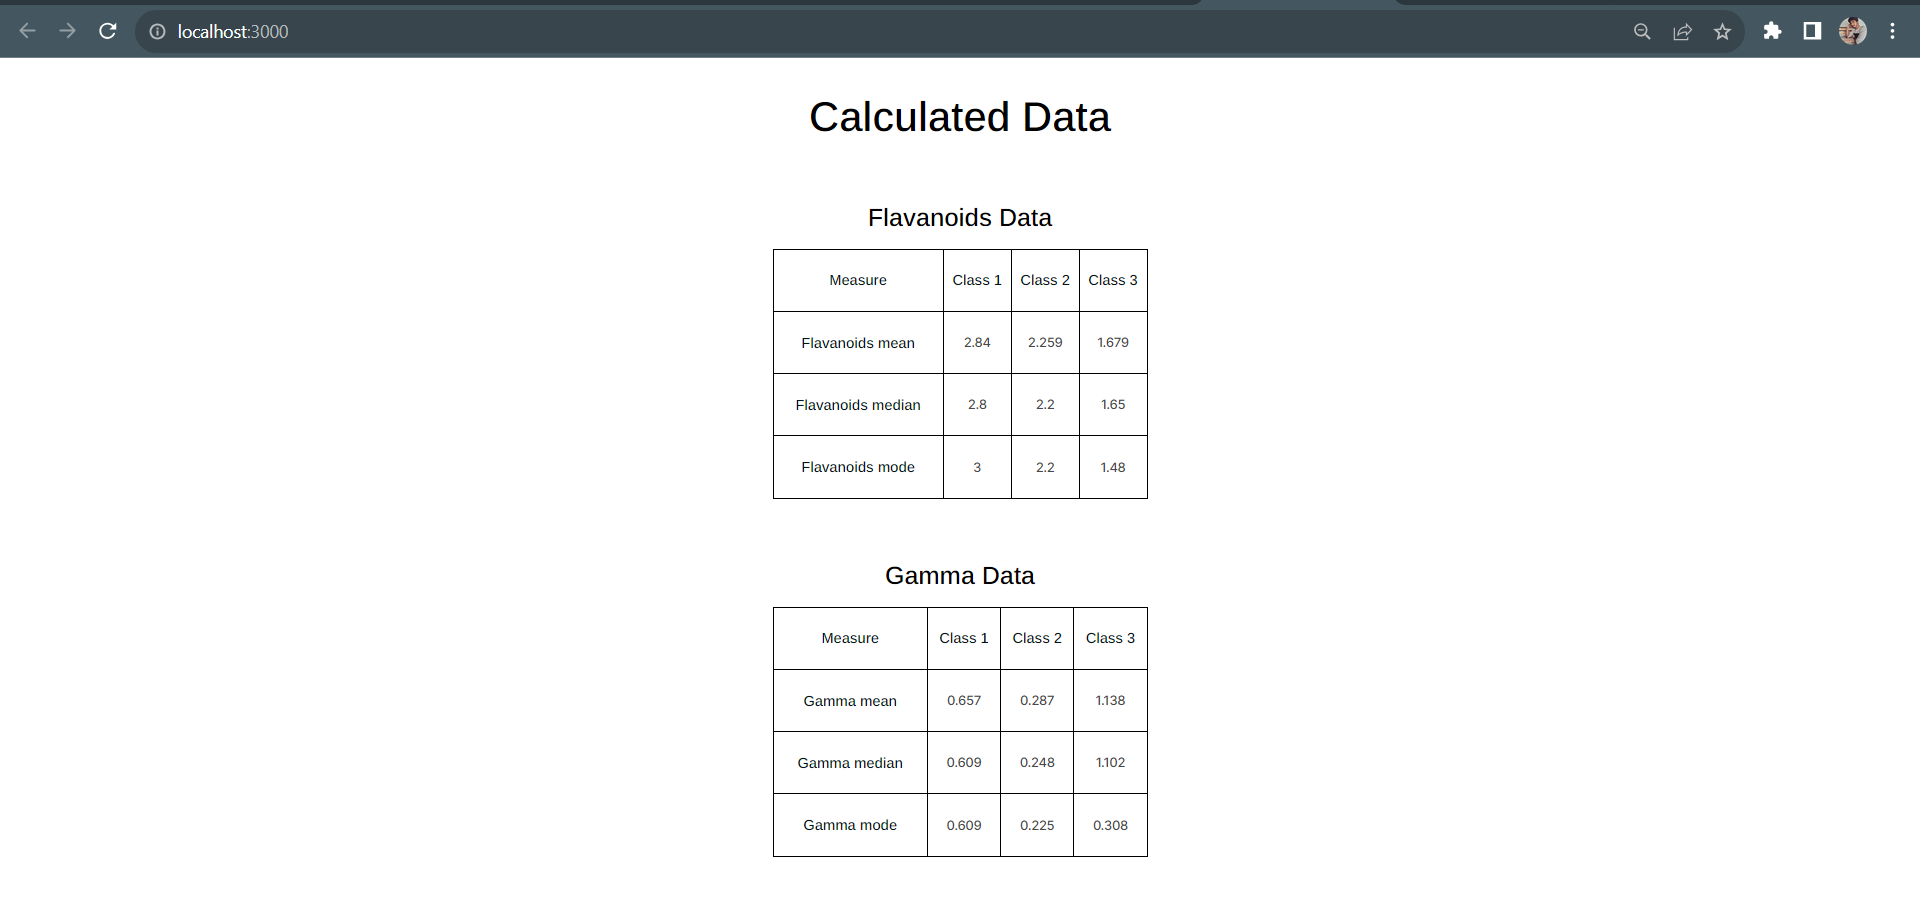 localhost:3000
Calculated Data
Flavanoids Data
Measure Class 1 Class 2 Class 3
Flavanoids mean 2.84 2.259 1.679
Flavanoids median 2.8 2.2 1.65
Flavanoids mode 3 2.2 1.48
Gamma Data
Measure Class 1 Class 2 Class 3
Gamma mean 0.657 0.287 1.138
Gamma median 0.609 0.248 1.102
Gamma mode 0.609 0.225 0.308